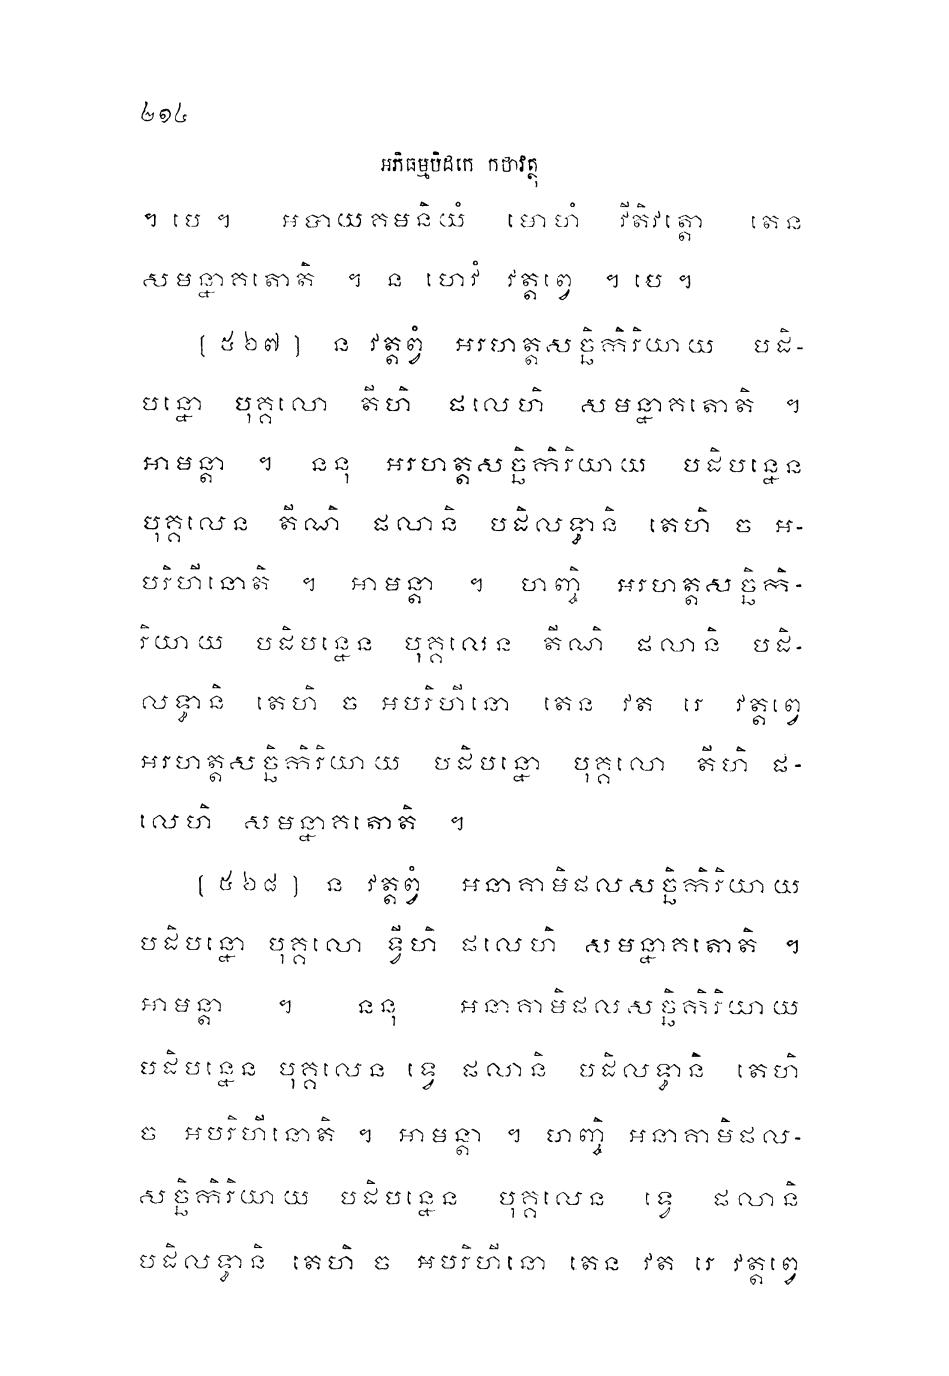 ២១៤
អភិធម្មបិដកេ កថាវត្ថុ
។ បេ ។ អបាយគមនិយំ មោហំ វីតិវត្តោ តេន
សមន្នាគតោតិ ។ ន ហេវំ វត្តព្វេ ។ បេ ។
[ ៥៦៧ ] ន វត្តព្វំ អរហត្តសច្ឆិកិរិយាយ បដិ-
បន្នោ បុគ្គលោ តីហិ ផលេហិ សមន្នាគតោតិ ។
អាមន្តា ។ ននុ អរហត្តសច្ឆិកិរិយាយ បដិបន្នេន
បុគ្គលេន តីណិ ផលានិ បដិលទ្ធានិ តេហិ ច អ-
បរិហីនោតិ ។ អាមន្តា ។ ហញ្ចិ អរហត្តសច្ឆិកិ-
រិយាយ បដិបន្នេន បុគ្គលេន តីណិ ផលានិ បដិ-
លទ្ធានិ តេហិ ច អបរិហីនោ តេន វត រេ វត្តព្វេ
អរហត្តសច្ឆិកិរិយាយ បដិបន្នោ បុគ្គលោ តីហិ ផ-
លេហិ សមន្នាគតោតិ ។
[ ៥៦៨ ] ន វត្តព្វំ អនាគាមិផលសច្ឆិកិរិយាយ
បដិបន្នោ បុគ្គលោ ទ្វីហិ ផលេហិ សមន្នាគតោតិ ។
អាមន្តា ។ ននុ អនាគាមិផលសច្ឆិកិរិយាយ
បដិបន្នេន បុគ្គលេន ទ្វេ ផលានិ បដិលទ្ធានិ តេហិ
ច អបរិហីនោតិ ។ អាមន្តា ។ ហញ្ចិ អនាគាមិផល-
សច្ឆិកិរិយាយ បដិបន្នេន បុគ្គលេន ទ្វេ ផលានិ
បដិលទ្ធានិ តេហិ ច អបរិហីនោ តេន វត រេ វត្តព្វេ